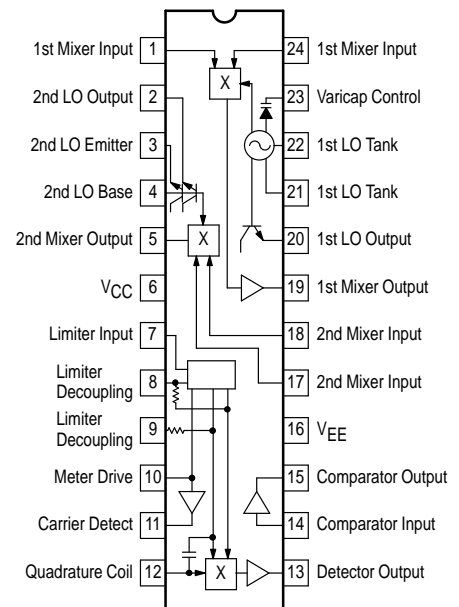 1st Mixer Input 1 24 1st Mixer Input
X
2nd LO Output 2 23 Varicap Control
2nd LO Emitter 3 22 1st LO Tank
2nd LO Base 4 21 1st LO Tank
2nd Mixer Output 5 X 20 1st LO Output
VCC 6 19 1st Mixer Output
Limiter Input 7 18 2nd Mixer Input
Limiter
Decoupling 8 17 2nd Mixer Input
Limiter
Decoupling 9 16 VEE
Meter Drive 10 15 Comparator Output
Carrier Detect 11 14 Comparator Input
Quadrature Coil 12 X 13 Detector Output